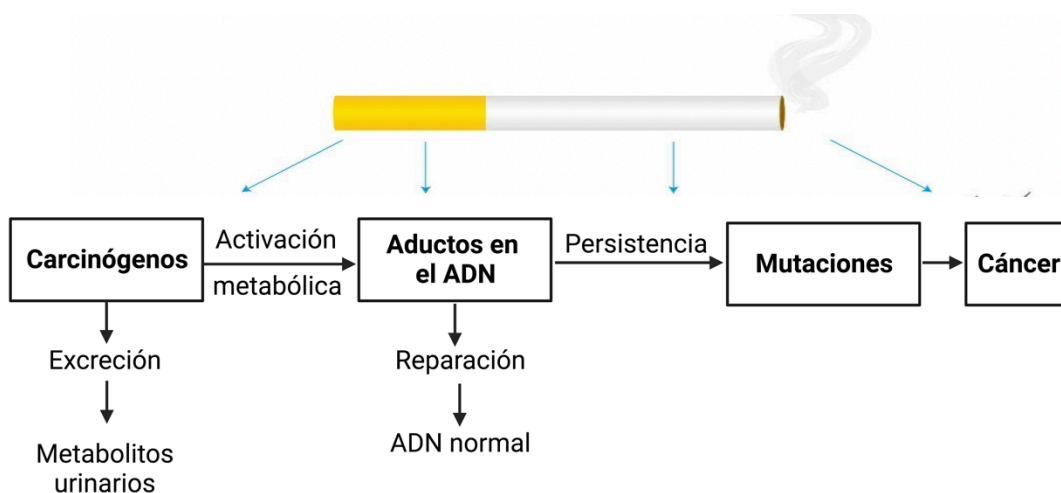 Carcinógenos
Activación
metabólica
Aductos en
el ADN
Persistencia
Mutaciones
Cáncer
Excreción
Reparación
Metabolitos
urinarios
ADN normal